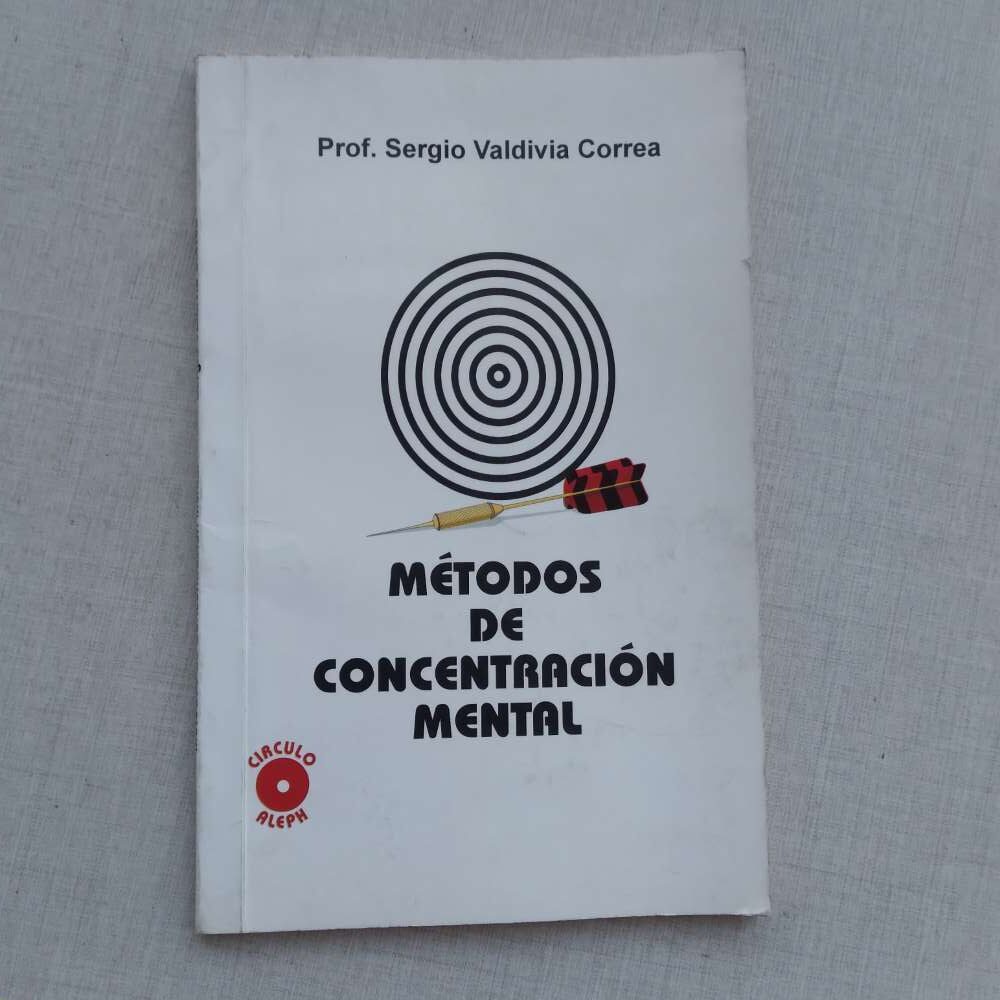 Prof. Sergio Valdivia Correa
MÉTODOS
DE
CONCENTRACIÓN
MENTAL
CIRCULO
ALEPH